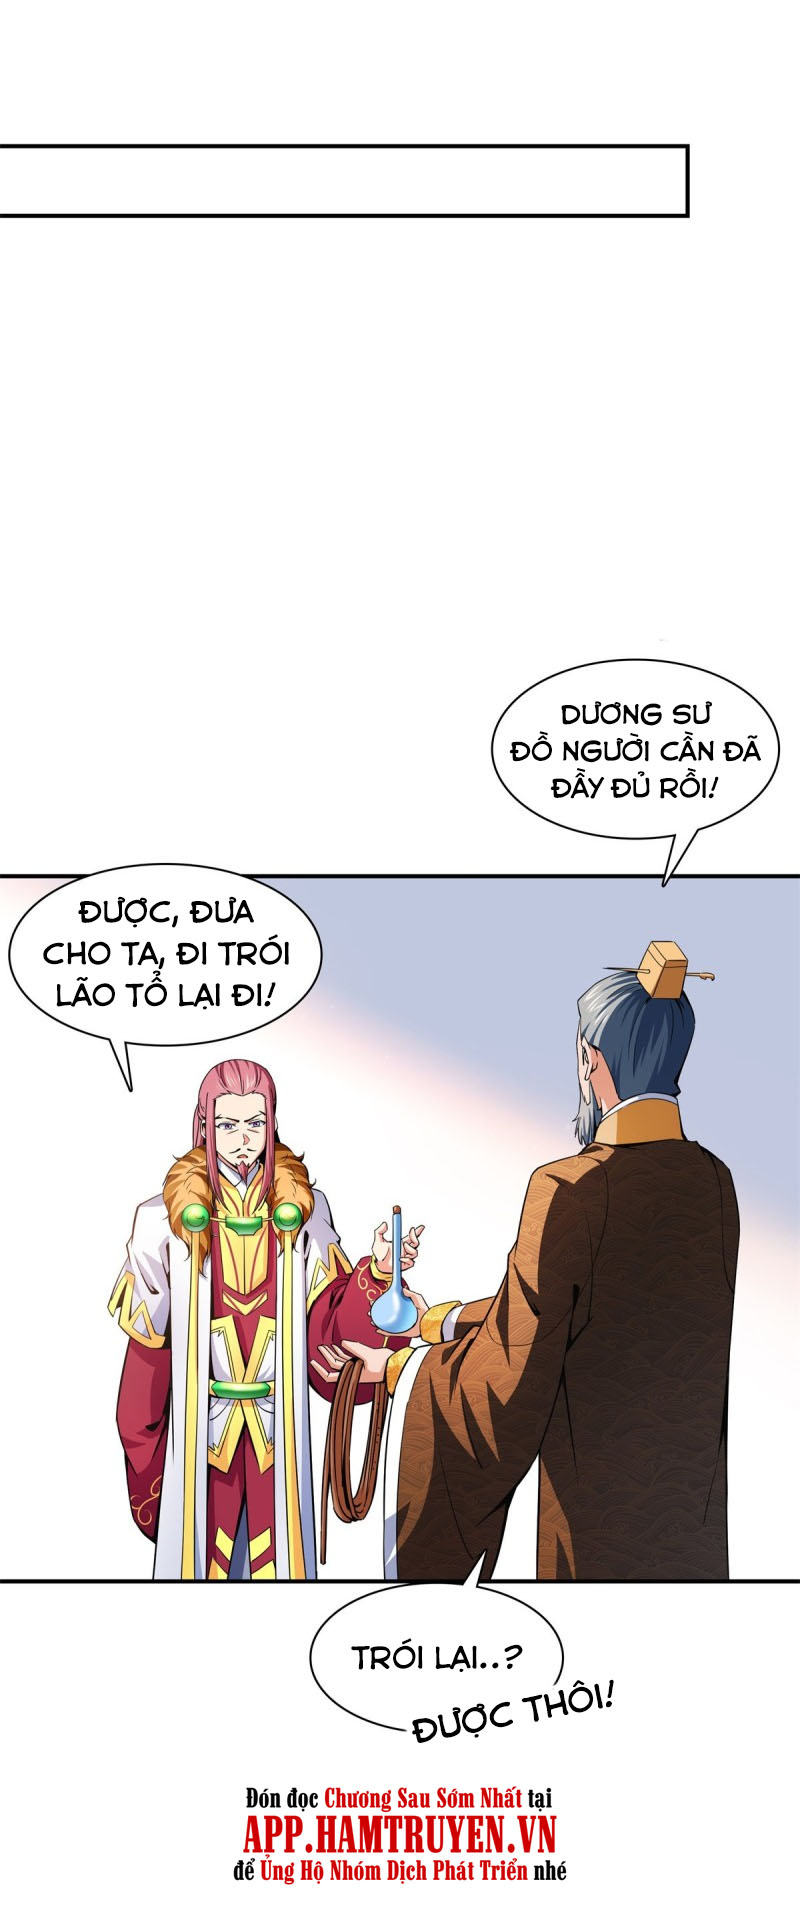 DƯƠNG SƯ
ĐỒ NGƯỜI CẦN ĐÃ
ĐẦY ĐỦ RỒI!
ĐƯỢC, ĐƯA
CHO TA, ĐI TRÓI
LÃO TỔ LẠI ĐI!
TRÓI LẠI..?
ĐƯỢC THÔI!
Đón đọc Chương Sau Sớm Nhất tại
APP.HAMTRUYEN.VN
để Ủng Hộ Nhóm Dịch Phát Triển nhé